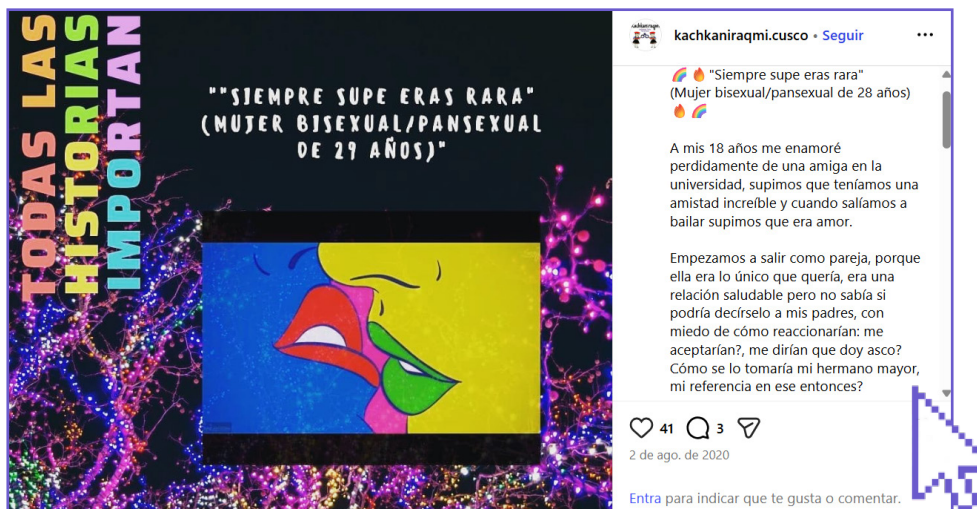 TODAS LAS
HISTORIAS
IMPORTAN
""SIEMPRE SUPE ERAS RARA"
(MUJER BISEXUAL/PANSEXUAL
DE 29 AÑOS)"
kachkaniraqmi.cusco • Seguir
"Siempre supe eras rara"
(Mujer bisexual/pansexual de 28 años)
A mis 18 años me enamoré
perdidamente de una amiga en la
universidad, supimos que teníamos una
amistad increíble y cuando salíamos a
bailar supimos que era amor.
Empezamos a salir como pareja, porque
ella era lo único que quería, era una
relación saludable pero no sabía si
podría decírselo a mis padres, con
miedo de cómo reaccionarían: me
aceptarían?, me dirían que doy asco?
Cómo se lo tomaría mi hermano mayor,
mi referencia en ese entonces?
41 3
2 de ago. de 2020
Entra para indicar que te gusta o comentar.